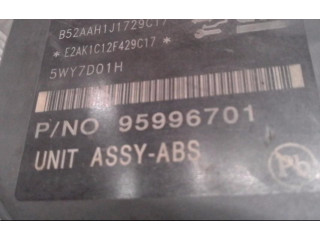 B52AAH1J1729C17
*E2AK1C12F429C17*
5WY7D01H
P/NO 95996701
UNIT ASSY-ABS
Pb